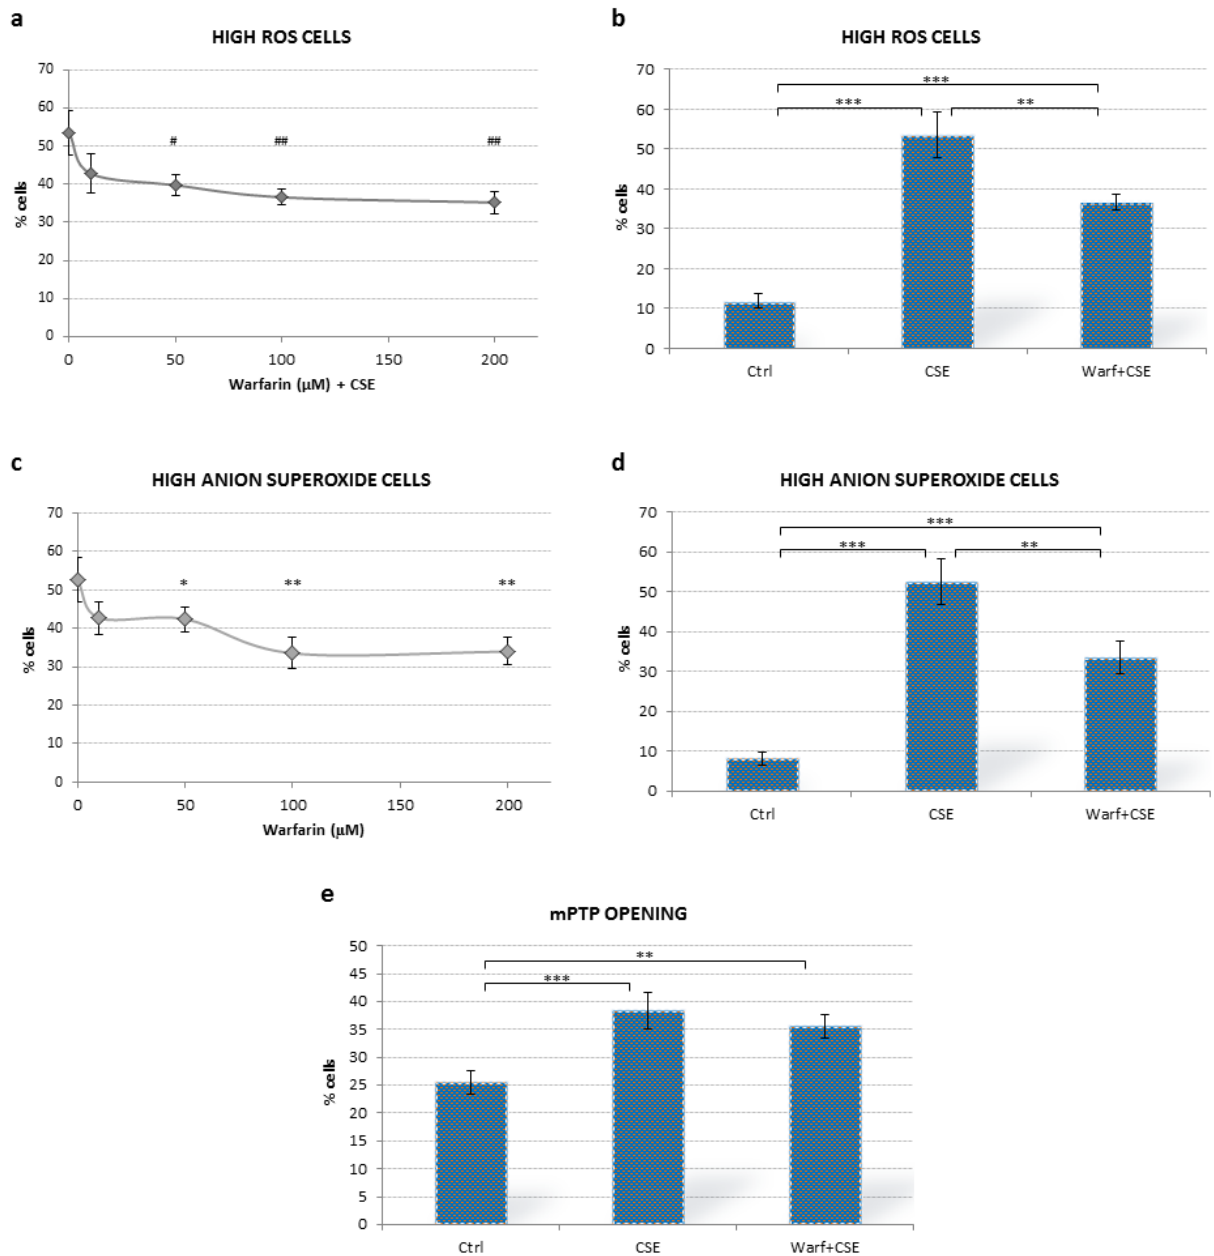 a
HIGH ROS CELLS
70
60
50
40
30
20
10
0
% cells
# ## ##
0 50 100 150 200
Warfarin (µM) + CSE
b
HIGH ROS CELLS
70
60
50
40
30
20
10
0
% cells
***
*** **
Ctrl CSE Warf+CSE
c
HIGH ANION SUPEROXIDE CELLS
70
60
50
40
30
20
10
0
% cells
* ** **
0 50 100 150 200
Warfarin (µM)
d
HIGH ANION SUPEROXIDE CELLS
70
60
50
40
30
20
10
0
% cells
***
*** **
Ctrl CSE Warf+CSE
e
mPTP OPENING
50
45
40
35
30
25
20
15
10
5
0
% cells
**
***
Ctrl CSE Warf+CSE